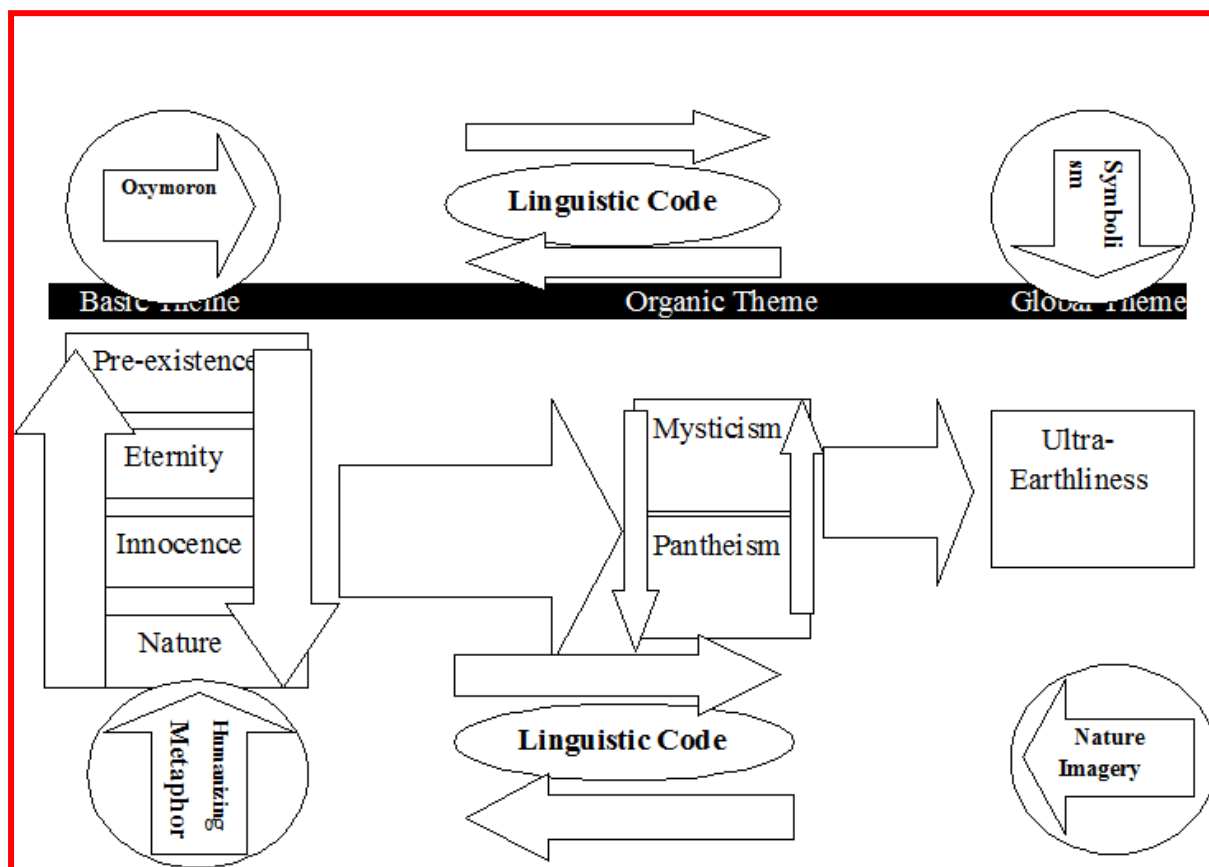 Oxymoron
Linguistic Code
Symboli
sm
Basic Theme
Organic Theme
Global Theme
Pre-existence
Eternity
Innocence
Nature
Mysticism
Pantheism
Ultra-
Earthliness
Humanizing
Metaphor
Linguistic Code
Nature
Imagery